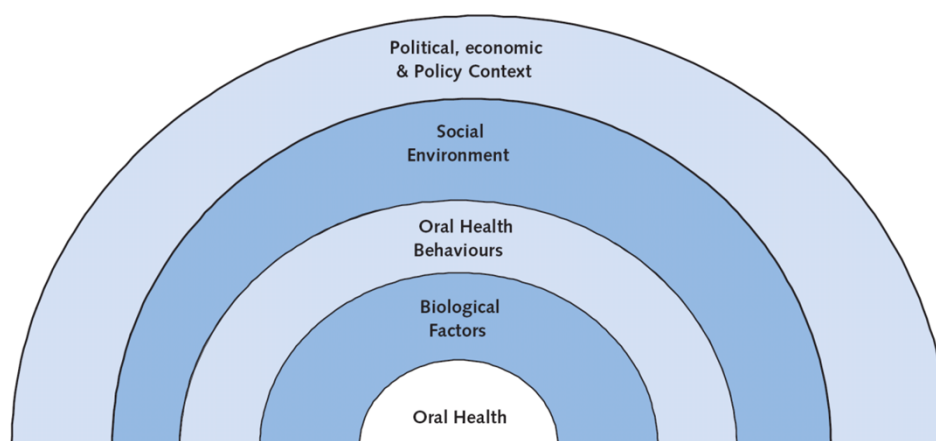 Political, economic
& Policy Context
Social
Environment
Oral Health
Behaviours
Biological
Factors
Oral Health